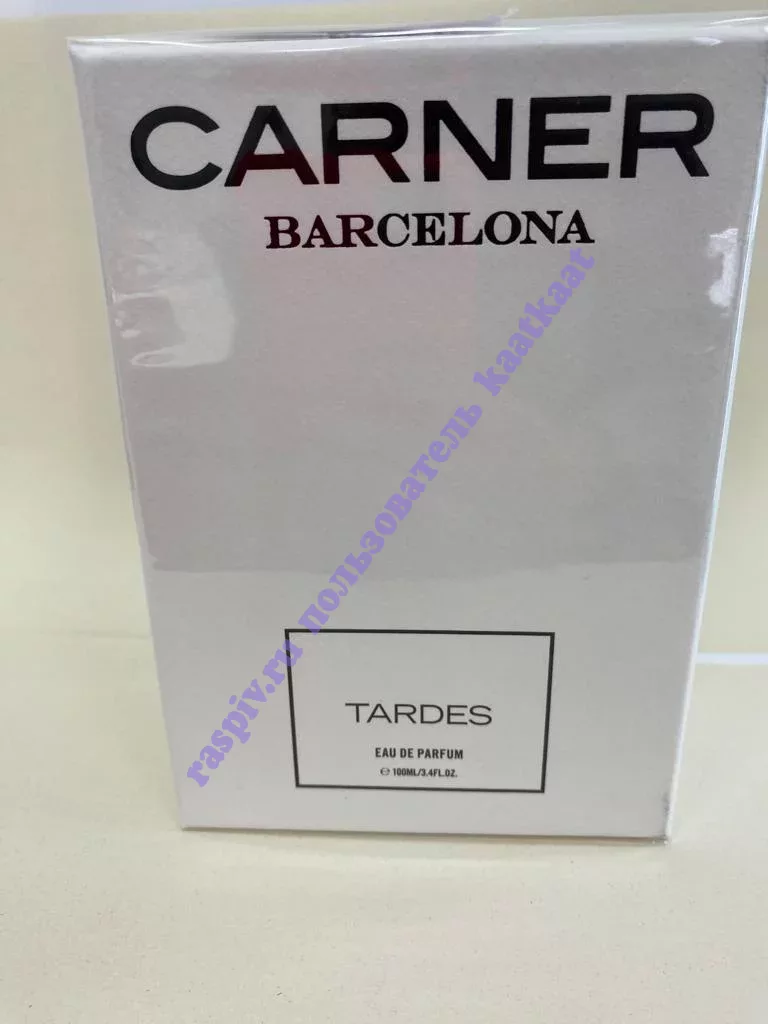 CARNER
BARCELONA
raspiv.ru пользователь kaatkaat
TARDES
EAU DE PARFUM
℮ 100ML/3.4FL.OZ.